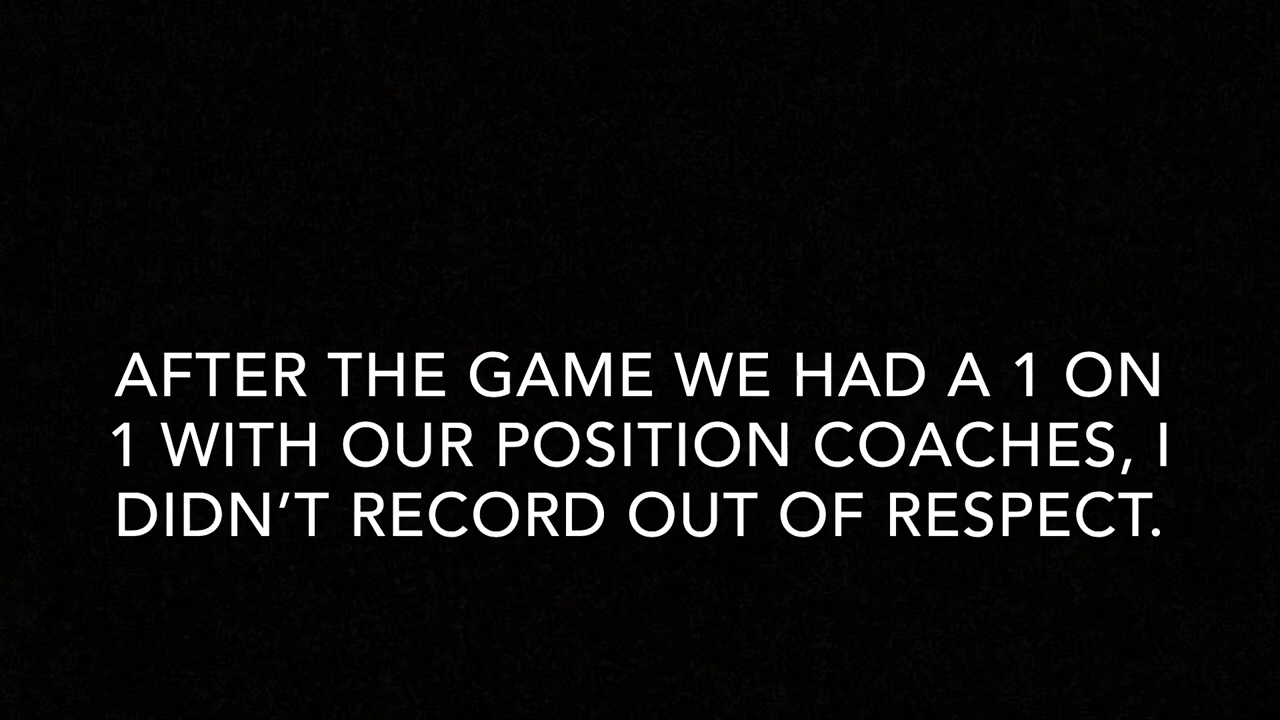 AFTER THE GAME WE HAD A 1 ON
1 WITH OUR POSITION COACHES, I
DIDN’T RECORD OUT OF RESPECT.